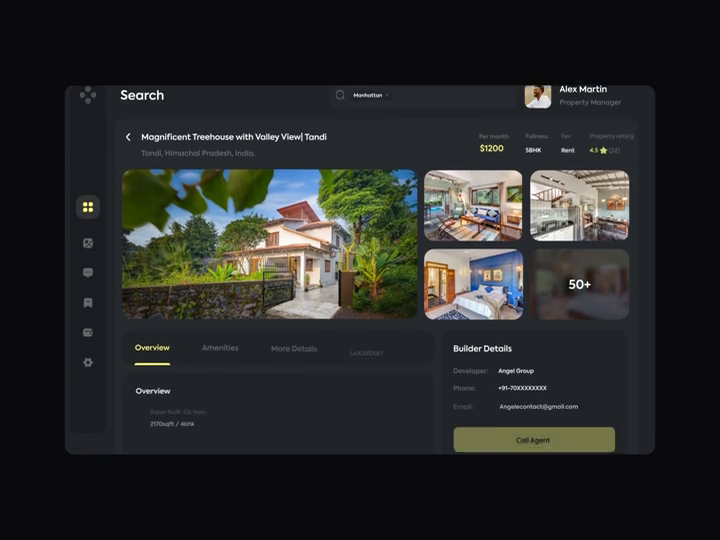 Search
Manhattan
Alex Martin
Property Manager
Magnificent Treehouse with Valley View| Tandi
Tandi, Himachal Pradesh, India.
Per month
$1200
Fullness
5BHK
For
Rent
Property rating
4.5 (22)
50+
Overview
Amenities
More Details
Location
Overview
2170sqft / 4bhk
Builder Details
Developer: Angel Group
Phone: +91-70XXXXXXXX
Email: Angelecontact@gmail.com
Call Agent